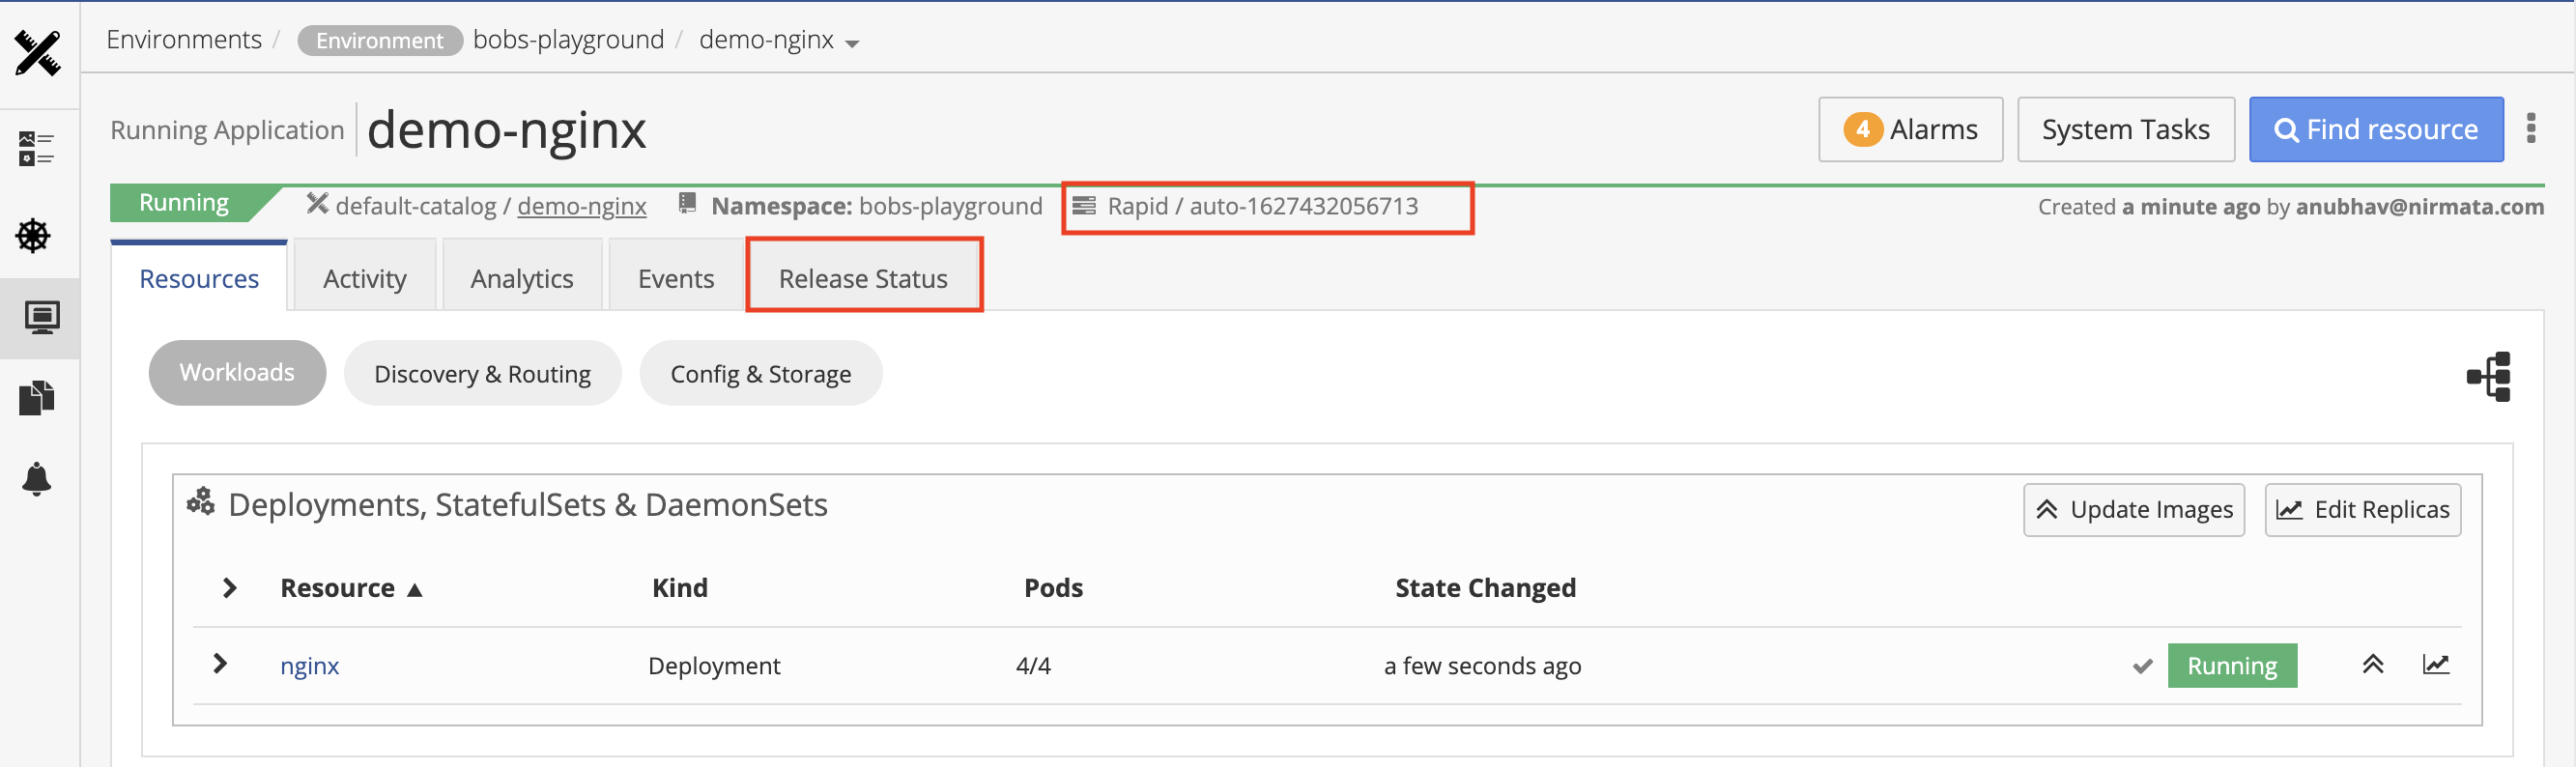 Environments / Environment bobs-playground / demo-nginx
Running Application demo-nginx 4 Alarms System Tasks Find resource
Running default-catalog / demo-nginx Namespace: bobs-playground Rapid / auto-1627432056713 Created a minute ago by anubhav@nirmata.com
Resources Activity Analytics Events Release Status
Workloads Discovery & Routing Config & Storage
Deployments, StatefulSets & DaemonSets Update Images Edit Replicas
Resource Kind Pods State Changed
nginx Deployment 4/4 a few seconds ago Running